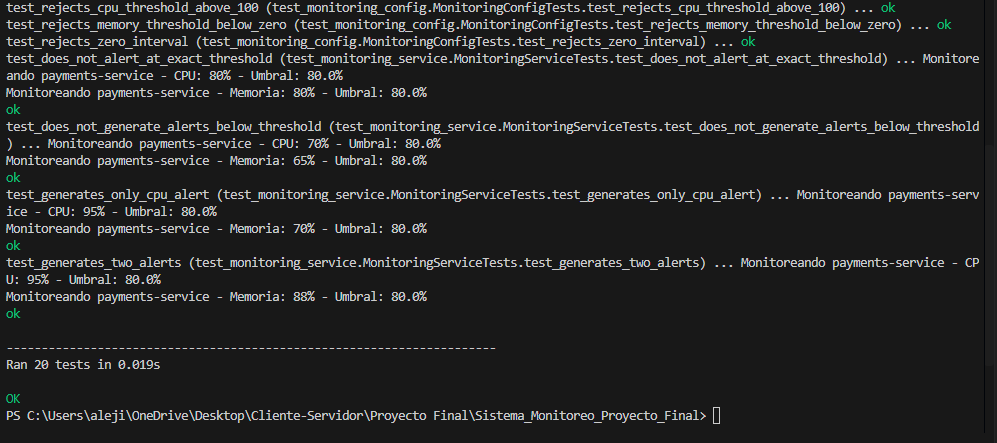 test_rejects_cpu_threshold_above_100 (test_monitoring_config.MonitoringConfigTests.test_rejects_cpu_threshold_above_100) ... ok
test_rejects_memory_threshold_below_zero (test_monitoring_config.MonitoringConfigTests.test_rejects_memory_threshold_below_zero) ... ok
test_rejects_zero_interval (test_monitoring_config.MonitoringConfigTests.test_rejects_zero_interval) ... ok
test_does_not_alert_at_exact_threshold (test_monitoring_service.MonitoringServiceTests.test_does_not_alert_at_exact_threshold) ... Monitore
ando payments-service - CPU: 80% - Umbral: 80.0%
Monitoreando payments-service - Memoria: 80% - Umbral: 80.0%
ok
test_does_not_generate_alerts_below_threshold (test_monitoring_service.MonitoringServiceTests.test_does_not_generate_alerts_below_threshold
) ... Monitoreando payments-service - CPU: 70% - Umbral: 80.0%
Monitoreando payments-service - Memoria: 65% - Umbral: 80.0%
ok
test_generates_only_cpu_alert (test_monitoring_service.MonitoringServiceTests.test_generates_only_cpu_alert) ... Monitoreando payments-serv
ice - CPU: 95% - Umbral: 80.0%
Monitoreando payments-service - Memoria: 70% - Umbral: 80.0%
ok
test_generates_two_alerts (test_monitoring_service.MonitoringServiceTests.test_generates_two_alerts) ... Monitoreando payments-service - CP
U: 95% - Umbral: 80.0%
Monitoreando payments-service - Memoria: 88% - Umbral: 80.0%
ok
----------------------------------------------------------------------
Ran 20 tests in 0.019s
OK
PS C:\Users\aleji\OneDrive\Desktop\Cliente-Servidor\Proyecto Final\Sistema_Monitoreo_Proyecto_Final>